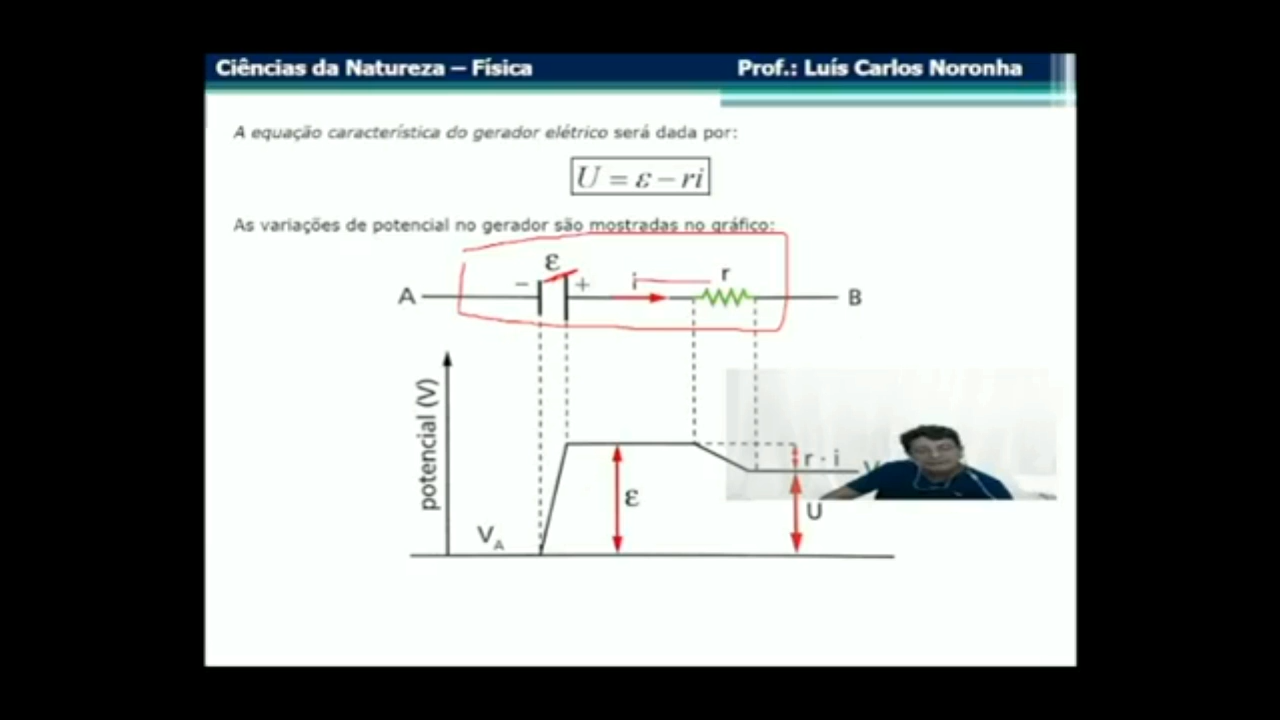 Ciências da Natureza – Física Prof.: Luís Carlos Noronha
A equação característica do gerador elétrico será dada por:
U = ε – ri
As variações de potencial no gerador são mostradas no gráfico:
ε
A – + i r B
potencial (V)
r · i V
ε
U
V_A